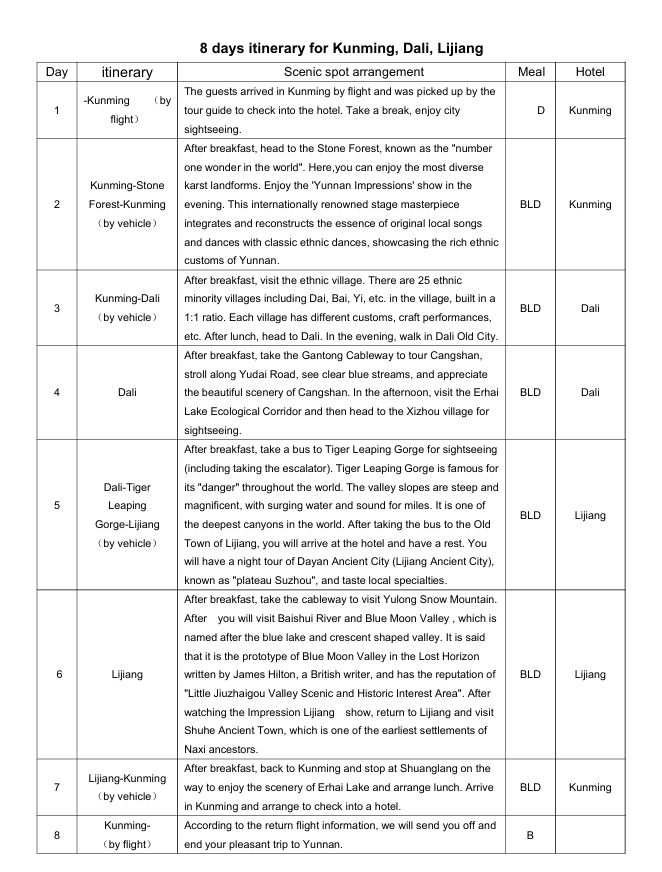 8 days itinerary for Kunming, Dali, Lijiang
Day itinerary Scenic spot arrangement Meal Hotel
1
-Kunming （by
flight）
The guests arrived in Kunming by flight and was picked up by the
tour guide to check into the hotel. Take a break, enjoy city
sightseeing.
D
Kunming
2
Kunming-Stone
Forest-Kunming
（by vehicle）
After breakfast, head to the Stone Forest, known as the "number
one wonder in the world". Here,you can enjoy the most diverse
karst landforms. Enjoy the 'Yunnan Impressions' show in the
evening. This internationally renowned stage masterpiece
integrates and reconstructs the essence of original local songs
and dances with classic ethnic dances, showcasing the rich ethnic
customs of Yunnan.
BLD
Kunming
3
Kunming-Dali
（by vehicle）
After breakfast, visit the ethnic village. There are 25 ethnic
minority villages including Dai, Bai, Yi, etc. in the village, built in a
1:1 ratio. Each village has different customs, craft performances,
etc. After lunch, head to Dali. In the evening, walk in Dali Old City.
BLD
Dali
4
Dali
After breakfast, take the Gantong Cableway to tour Cangshan,
stroll along Yudai Road, see clear blue streams, and appreciate
the beautiful scenery of Cangshan. In the afternoon, visit the Erhai
Lake Ecological Corridor and then head to the Xizhou village for
sightseeing.
BLD
Dali
5
Dali-Tiger
Leaping
Gorge-Lijiang
（by vehicle）
After breakfast, take a bus to Tiger Leaping Gorge for sightseeing
(including taking the escalator). Tiger Leaping Gorge is famous for
its "danger" throughout the world. The valley slopes are steep and
magnificent, with surging water and sound for miles. It is one of
the deepest canyons in the world. After taking the bus to the Old
Town of Lijiang, you will arrive at the hotel and have a rest. You
will have a night tour of Dayan Ancient City (Lijiang Ancient City),
known as "plateau Suzhou", and taste local specialties.
BLD
Lijiang
6
Lijiang
After breakfast, take the cableway to visit Yulong Snow Mountain.
After you will visit Baishui River and Blue Moon Valley , which is
named after the blue lake and crescent shaped valley. It is said
that it is the prototype of Blue Moon Valley in the Lost Horizon
written by James Hilton, a British writer, and has the reputation of
"Little Jiuzhaigou Valley Scenic and Historic Interest Area". After
watching the Impression Lijiang show, return to Lijiang and visit
Shuhe Ancient Town, which is one of the earliest settlements of
Naxi ancestors.
BLD
Lijiang
7
Lijiang-Kunming
（by vehicle）
After breakfast, back to Kunming and stop at Shuanglang on the
way to enjoy the scenery of Erhai Lake and arrange lunch. Arrive
in Kunming and arrange to check into a hotel.
BLD
Kunming
8
Kunming-
（by flight）
According to the return flight information, we will send you off and
end your pleasant trip to Yunnan.
B